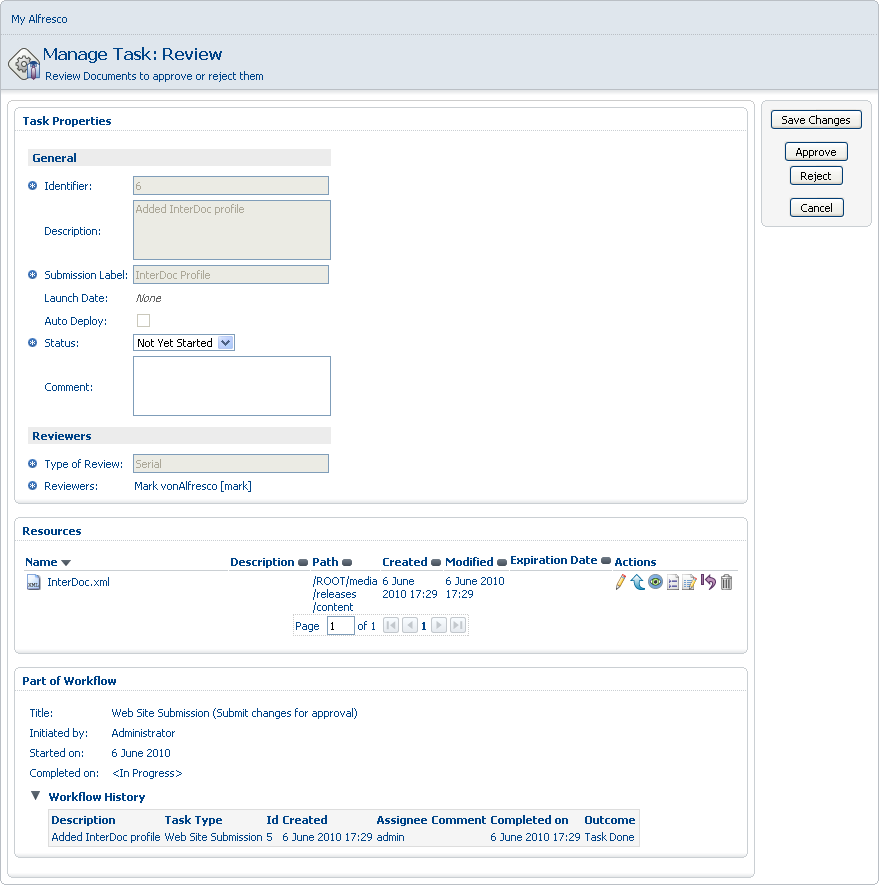 My Alfresco
Manage Task: Review
Review Documents to approve or reject them
Save Changes
Approve
Reject
Cancel
Task Properties
General
Identifier: 6
Description: Added InterDoc profile
Submission Label: InterDoc Profile
Launch Date: None
Auto Deploy:
Status: Not Yet Started
Comment:
Reviewers
Type of Review: Serial
Reviewers: Mark vonAlfresco [mark]
Resources
Name Description Path Created Modified Expiration Date Actions
InterDoc.xml /ROOT/media 6 June 6 June 2010
/releases 2010 17:29 17:29
/content
Page 1 of 1 1
Part of Workflow
Title: Web Site Submission (Submit changes for approval)
Initiated by: Administrator
Started on: 6 June 2010
Completed on: <In Progress>
Workflow History
Description Task Type Id Created Assignee Comment Completed on Outcome
Added InterDoc profile Web Site Submission 5 6 June 2010 17:29 admin 6 June 2010 17:29 Task Done